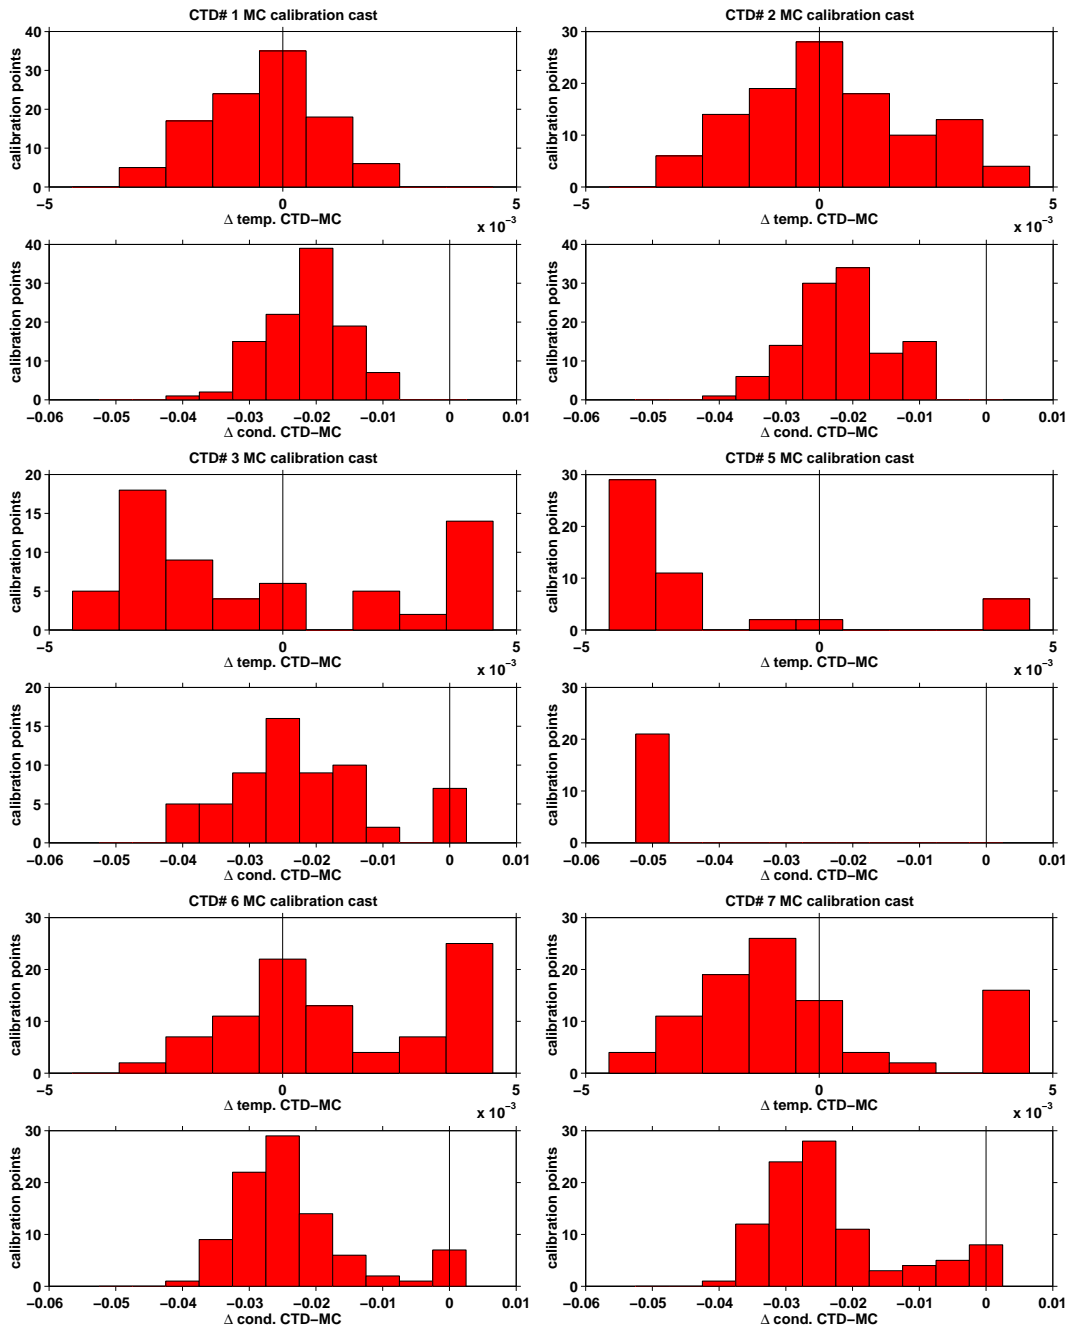 CTD# 1 MC calibration cast
calibration points
40
30
20
10
0
−5 0 5
Δ temp. CTD−MC
x 10−3
calibration points
40
30
20
10
0
−0.06 −0.05 −0.04 −0.03 −0.02 −0.01 0 0.01
Δ cond. CTD−MC
CTD# 2 MC calibration cast
calibration points
30
20
10
0
−5 0 5
Δ temp. CTD−MC
x 10−3
calibration points
40
30
20
10
0
−0.06 −0.05 −0.04 −0.03 −0.02 −0.01 0 0.01
Δ cond. CTD−MC
CTD# 3 MC calibration cast
calibration points
20
15
10
5
0
−5 0 5
Δ temp. CTD−MC
x 10−3
calibration points
20
15
10
5
0
−0.06 −0.05 −0.04 −0.03 −0.02 −0.01 0 0.01
Δ cond. CTD−MC
CTD# 5 MC calibration cast
calibration points
30
20
10
0
−5 0 5
Δ temp. CTD−MC
x 10−3
calibration points
30
20
10
0
−0.06 −0.05 −0.04 −0.03 −0.02 −0.01 0 0.01
Δ cond. CTD−MC
CTD# 6 MC calibration cast
calibration points
30
20
10
0
−5 0 5
Δ temp. CTD−MC
x 10−3
calibration points
30
20
10
0
−0.06 −0.05 −0.04 −0.03 −0.02 −0.01 0 0.01
Δ cond. CTD−MC
CTD# 7 MC calibration cast
calibration points
30
20
10
0
−5 0 5
Δ temp. CTD−MC
x 10−3
calibration points
30
20
10
0
−0.06 −0.05 −0.04 −0.03 −0.02 −0.01 0 0.01
Δ cond. CTD−MC